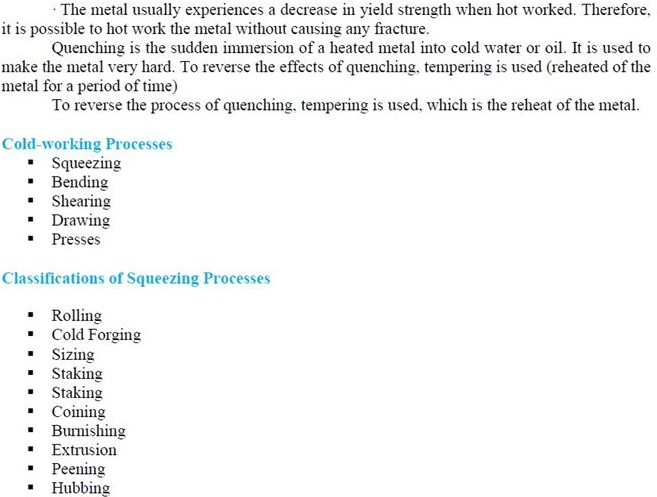 · The metal usually experiences a decrease in yield strength when hot worked. Therefore,
it is possible to hot work the metal without causing any fracture.
Quenching is the sudden immersion of a heated metal into cold water or oil. It is used to
make the metal very hard. To reverse the effects of quenching, tempering is used (reheated of the
metal for a period of time)
To reverse the process of quenching, tempering is used, which is the reheat of the metal.
Cold-working Processes
▪ Squeezing
▪ Bending
▪ Shearing
▪ Drawing
▪ Presses
Classifications of Squeezing Processes
▪ Rolling
▪ Cold Forging
▪ Sizing
▪ Staking
▪ Staking
▪ Coining
▪ Burnishing
▪ Extrusion
▪ Peening
▪ Hubbing